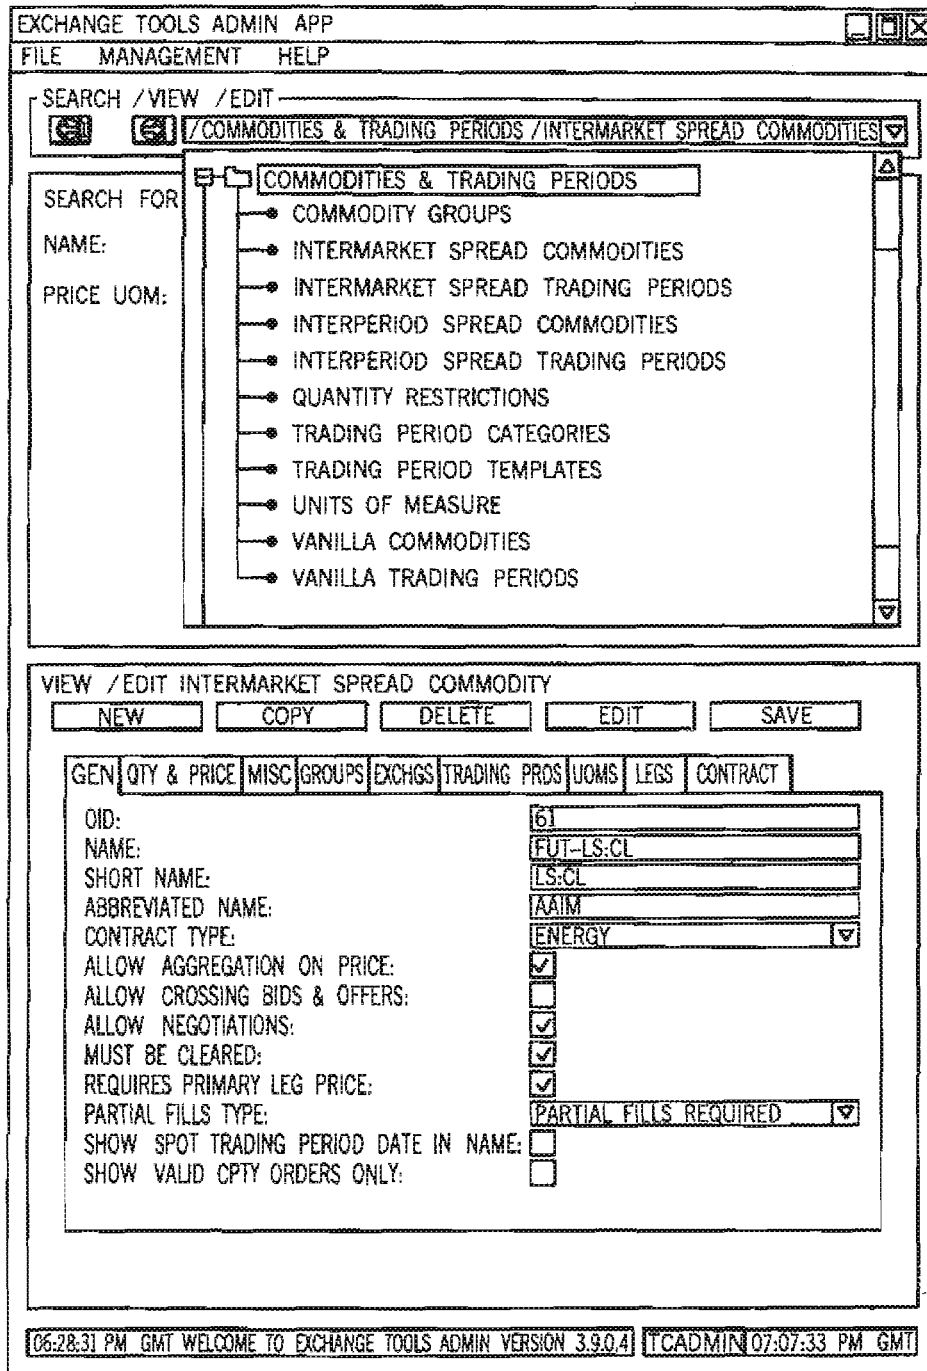 EXCHANGE TOOLS ADMIN APP
FILE MANAGEMENT HELP
SEARCH /VIEW /EDIT
/COMMODITIES & TRADING PERIODS /INTERMARKET SPREAD COMMODITIES
COMMODITIES & TRADING PERIODS
SEARCH FOR
COMMODITY GROUPS
NAME:
INTERMARKET SPREAD COMMODITIES
INTERMARKET SPREAD TRADING PERIODS
PRICE UOM:
INTERPERIOD SPREAD COMMODITIES
INTERPERIOD SPREAD TRADING PERIODS
QUANTITY RESTRICTIONS
TRADING PERIOD CATEGORIES
TRADING PERIOD TEMPLATES
UNITS OF MEASURE
VANILLA COMMODITIES
VANILLA TRADING PERIODS
VIEW /EDIT INTERMARKET SPREAD COMMODITY
NEW COPY DELETE EDIT SAVE
GEN QTY & PRICE MISC GROUPS EXCHGS TRADING PRDS UOMS LEGS CONTRACT
OID: 61
NAME: FUT-LS:CL
SHORT NAME: LS:CL
ABBREVIATED NAME: AAIM
CONTRACT TYPE: ENERGY
ALLOW AGGREGATION ON PRICE:
ALLOW CROSSING BIDS & OFFERS:
ALLOW NEGOTIATIONS:
MUST BE CLEARED:
REQUIRES PRIMARY LEG PRICE:
PARTIAL FILLS TYPE: PARTIAL FILLS REQUIRED
SHOW SPOT TRADING PERIOD DATE IN NAME:
SHOW VALID CPTY ORDERS ONLY:
06:28:31 PM GMT WELCOME TO EXCHANGE TOOLS ADMIN VERSION 3.9.0.4 TCADMIN 07:07:33 PM GMT